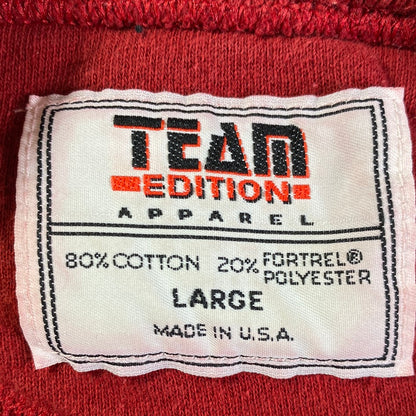 TEAM
EDITION
APPAREL
80% COTTON 20% FORTREL®
POLYESTER
LARGE
MADE IN U.S.A.